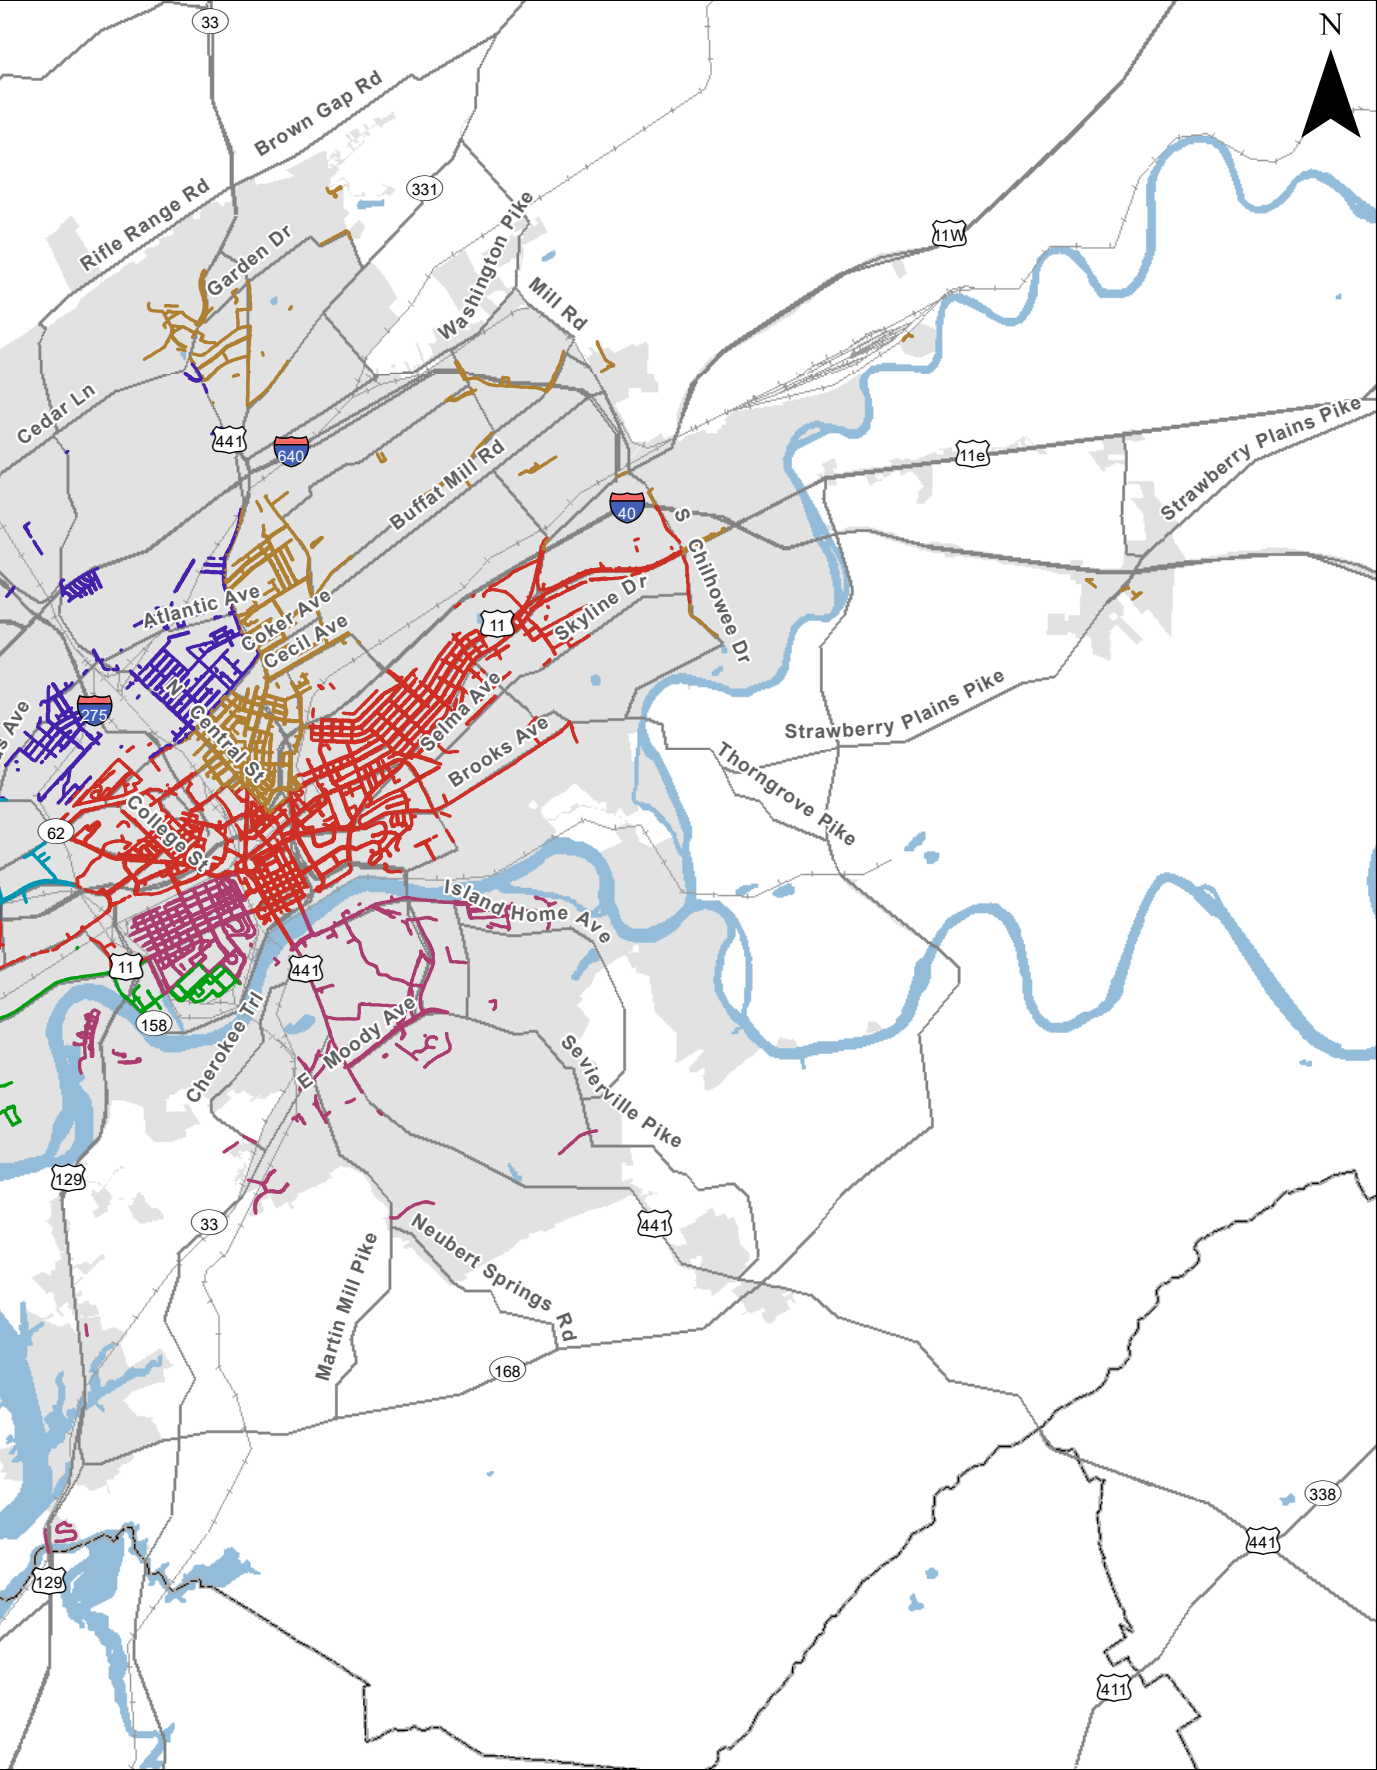 33
N
Brown Gap Rd
331
Rifle Range Rd
Washington Pike
11W
Garden Dr
Mill Rd
Cedar Ln
441
640
11e
Strawberry Plains Pike
Buffat Mill Rd
40
S Chilhowee Dr
Atlantic Ave
Coker Ave
Cecil Ave
11
Skyline Dr
275
s Ave
N Central St
Selma Ave
Brooks Ave
Strawberry Plains Pike
Thorngrove Pike
62
College St
Island Home Ave
11
441
158
Cherokee Trl
E Moody Ave
Sevierville Pike
129
33
441
Neubert Springs Rd
Martin Mill Pike
168
338
441
129
411